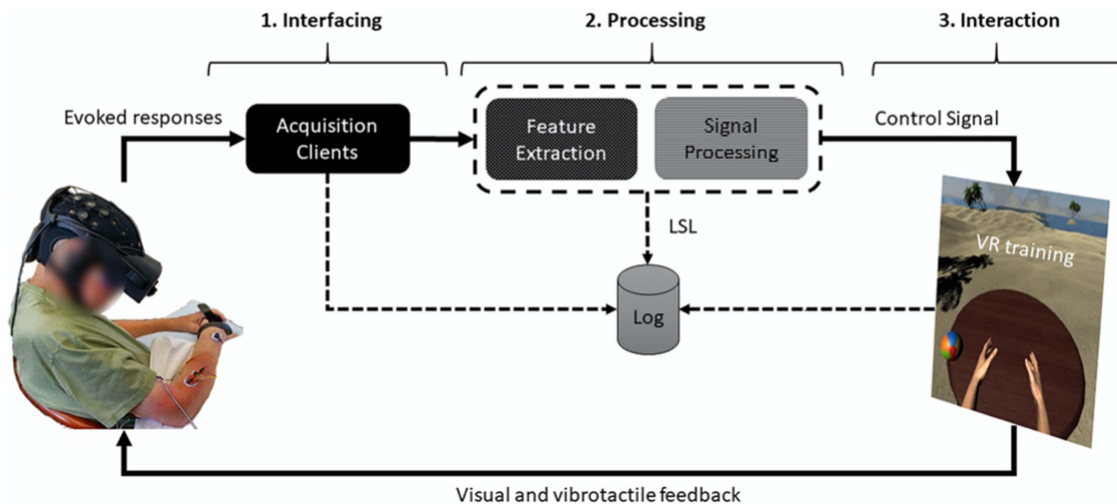 1. Interfacing
2. Processing
3. Interaction
Evoked responses
Acquisition
Clients
Feature
Extraction
Signal
Processing
Control Signal
LSL
VR training
Log
Visual and vibrotactile feedback